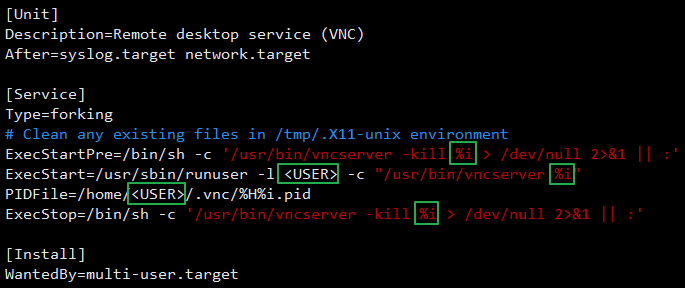 [Unit]
Description=Remote desktop service (VNC)
After=syslog.target network.target
[Service]
Type=forking
# Clean any existing files in /tmp/.X11-unix environment
ExecStartPre=/bin/sh -c '/usr/bin/vncserver -kill %i > /dev/null 2>&1 || :'
ExecStart=/usr/sbin/runuser -l <USER> -c "/usr/bin/vncserver %i"
PIDFile=/home/<USER>/.vnc/%H%i.pid
ExecStop=/bin/sh -c '/usr/bin/vncserver -kill %i > /dev/null 2>&1 || :'
[Install]
WantedBy=multi-user.target